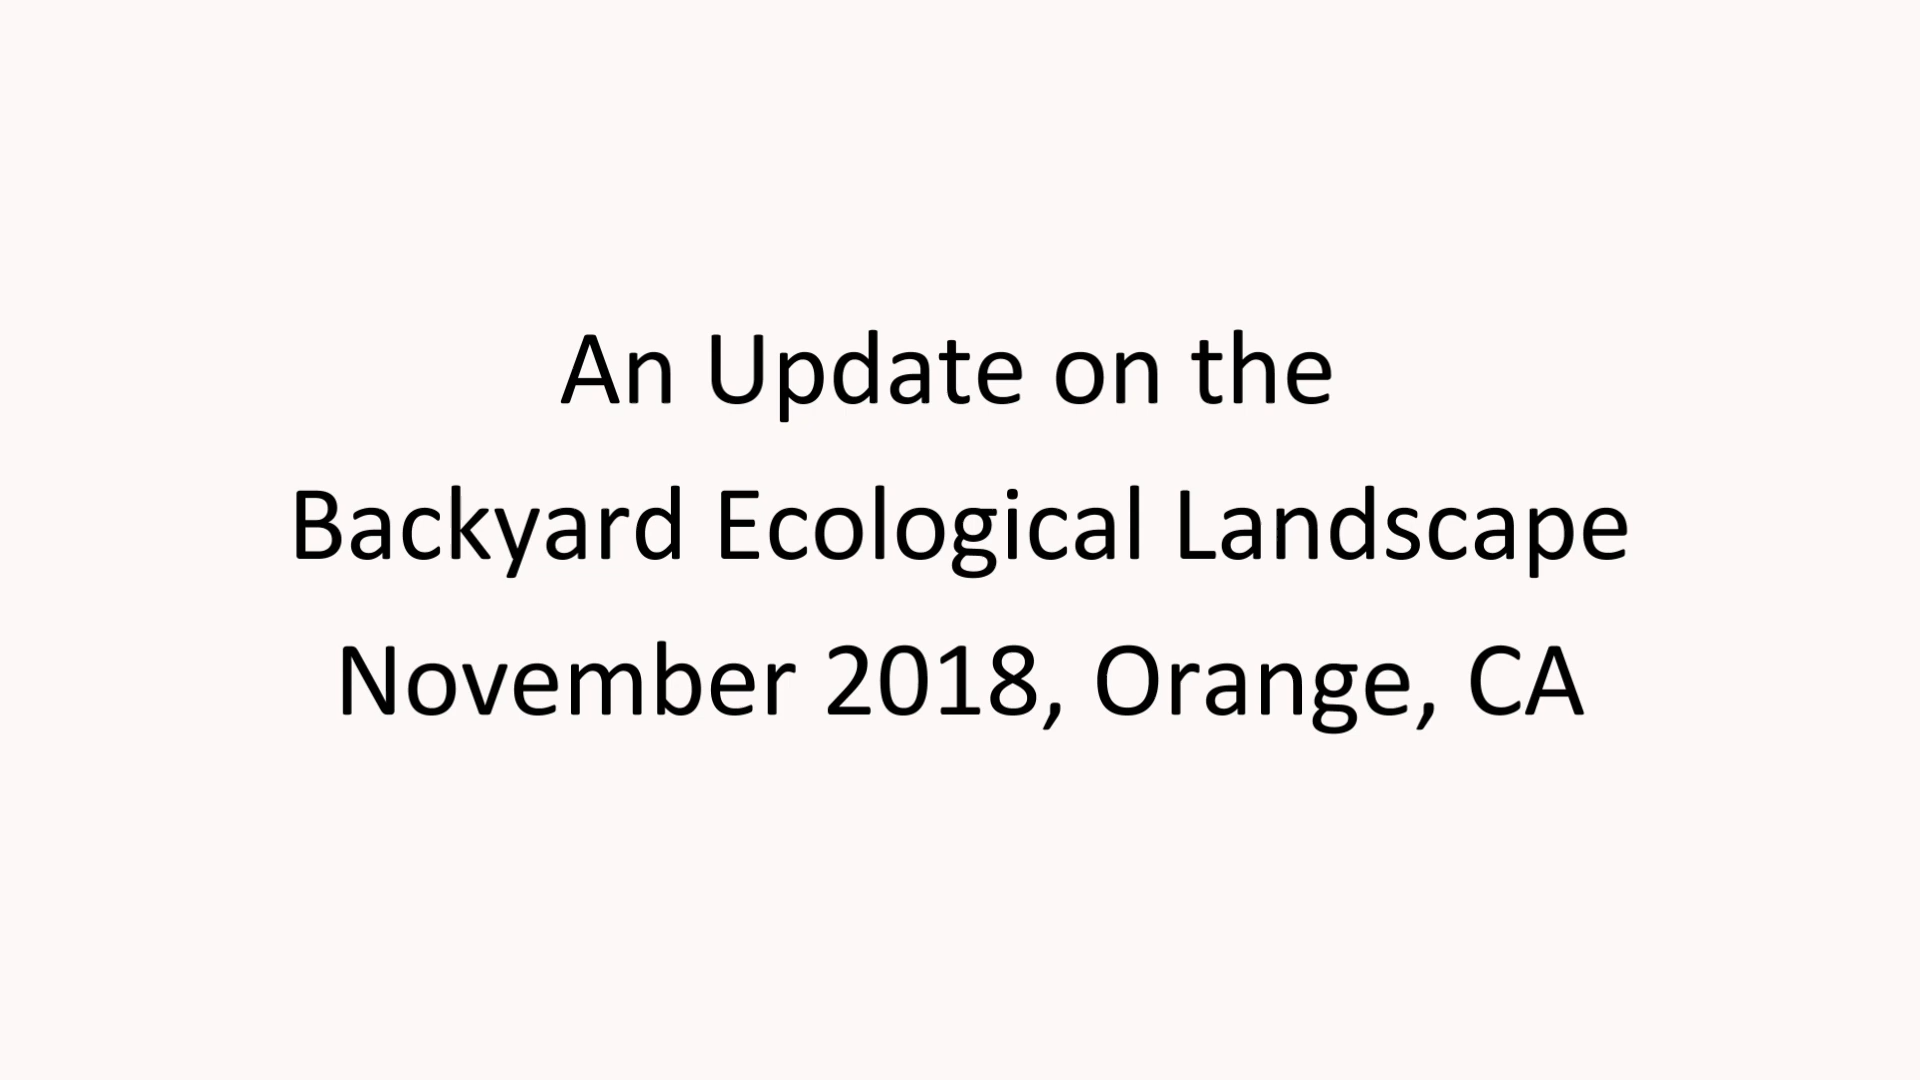 An Update on the
Backyard Ecological Landscape
November 2018, Orange, CA